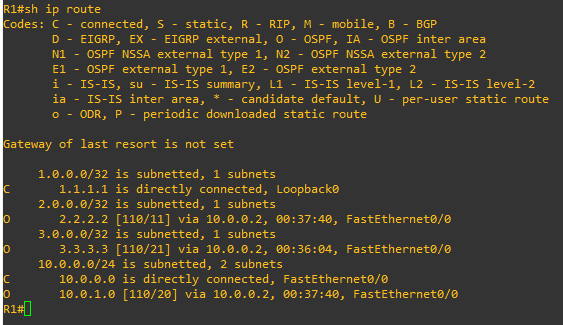 R1#sh ip route
Codes: C - connected, S - static, R - RIP, M - mobile, B - BGP
D - EIGRP, EX - EIGRP external, O - OSPF, IA - OSPF inter area
N1 - OSPF NSSA external type 1, N2 - OSPF NSSA external type 2
E1 - OSPF external type 1, E2 - OSPF external type 2
i - IS-IS, su - IS-IS summary, L1 - IS-IS level-1, L2 - IS-IS level-2
ia - IS-IS inter area, * - candidate default, U - per-user static route
o - ODR, P - periodic downloaded static route
Gateway of last resort is not set
1.0.0.0/32 is subnetted, 1 subnets
C 1.1.1.1 is directly connected, Loopback0
2.0.0.0/32 is subnetted, 1 subnets
O 2.2.2.2 [110/11] via 10.0.0.2, 00:37:40, FastEthernet0/0
3.0.0.0/32 is subnetted, 1 subnets
O 3.3.3.3 [110/21] via 10.0.0.2, 00:36:04, FastEthernet0/0
10.0.0.0/24 is subnetted, 2 subnets
C 10.0.0.0 is directly connected, FastEthernet0/0
O 10.0.1.0 [110/20] via 10.0.0.2, 00:37:40, FastEthernet0/0
R1#